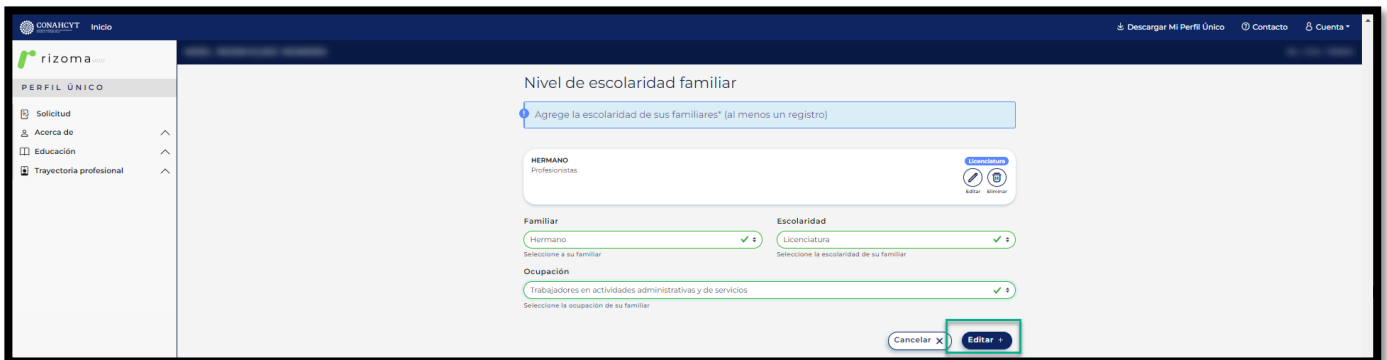 CONAHCYT Inicio Descargar Mi Perfil Único Contacto Cuenta
rizoma
PERFIL ÚNICO
Solicitud
Acerca de
Educación
Trayectoria profesional
Nivel de escolaridad familiar
Agrege la escolaridad de sus familiares* (al menos un registro)
HERMANO
Profesionistas
Licenciatura
Editar Eliminar
Familiar Escolaridad
Hermano Licenciatura
Seleccione a su familiar Seleccione la escolaridad de su familiar
Ocupación
Trabajadores en actividades administrativas y de servicios
Seleccione la ocupación de su familiar
Cancelar X Editar +